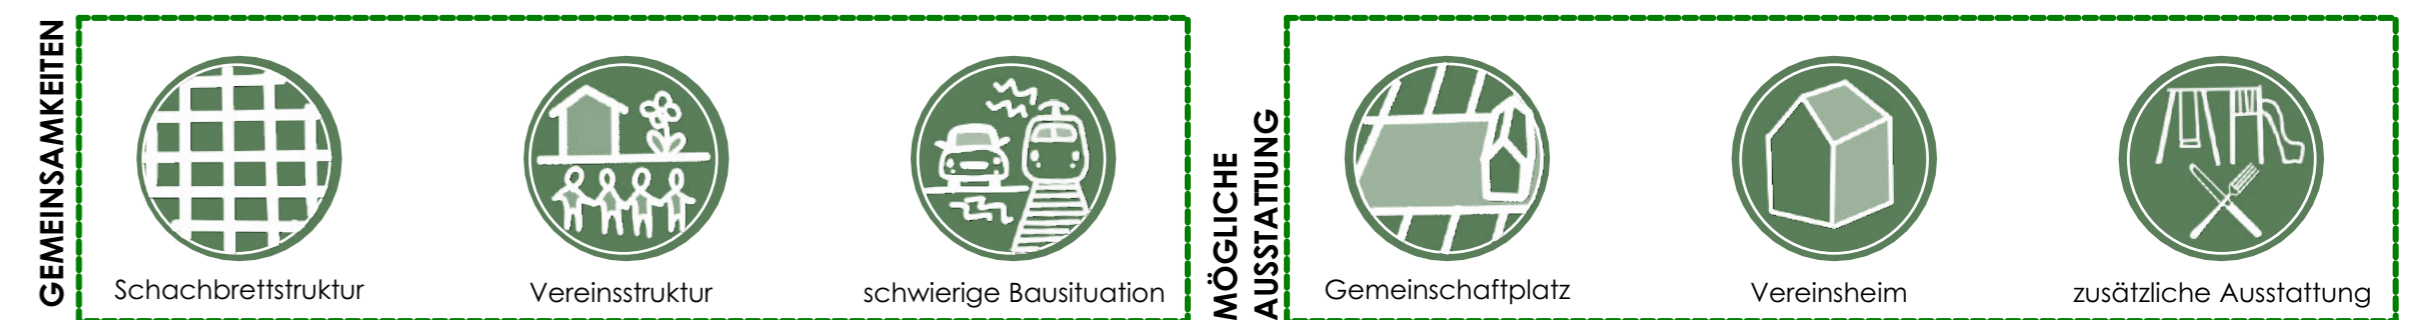 GEMEINSAMKEITEN
Schachbrettstruktur
Vereinsstruktur
schwierige Bausituation
MÖGLICHE
AUSSTATTUNG
Gemeinschaftplatz
Vereinsheim
zusätzliche Ausstattung